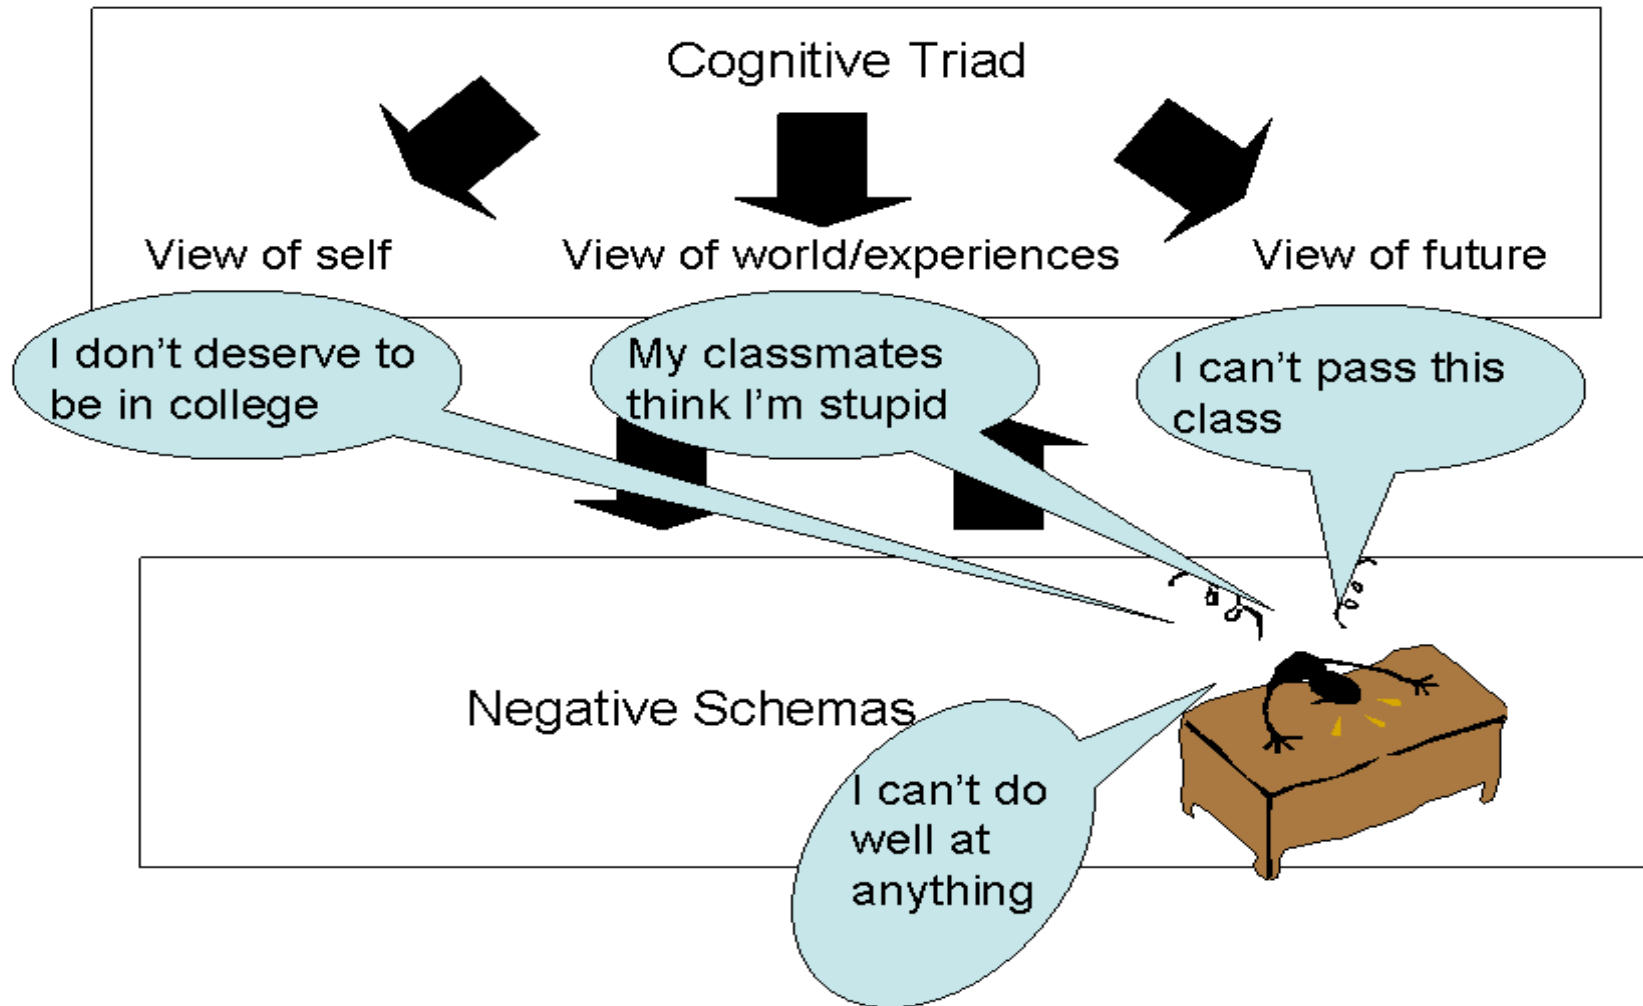 Cognitive Triad
View of self
View of world/experiences
View of future
I don't deserve to
be in college
My classmates
think I'm stupid
I can't pass this
class
Negative Schemas
I can't do
well at
anything